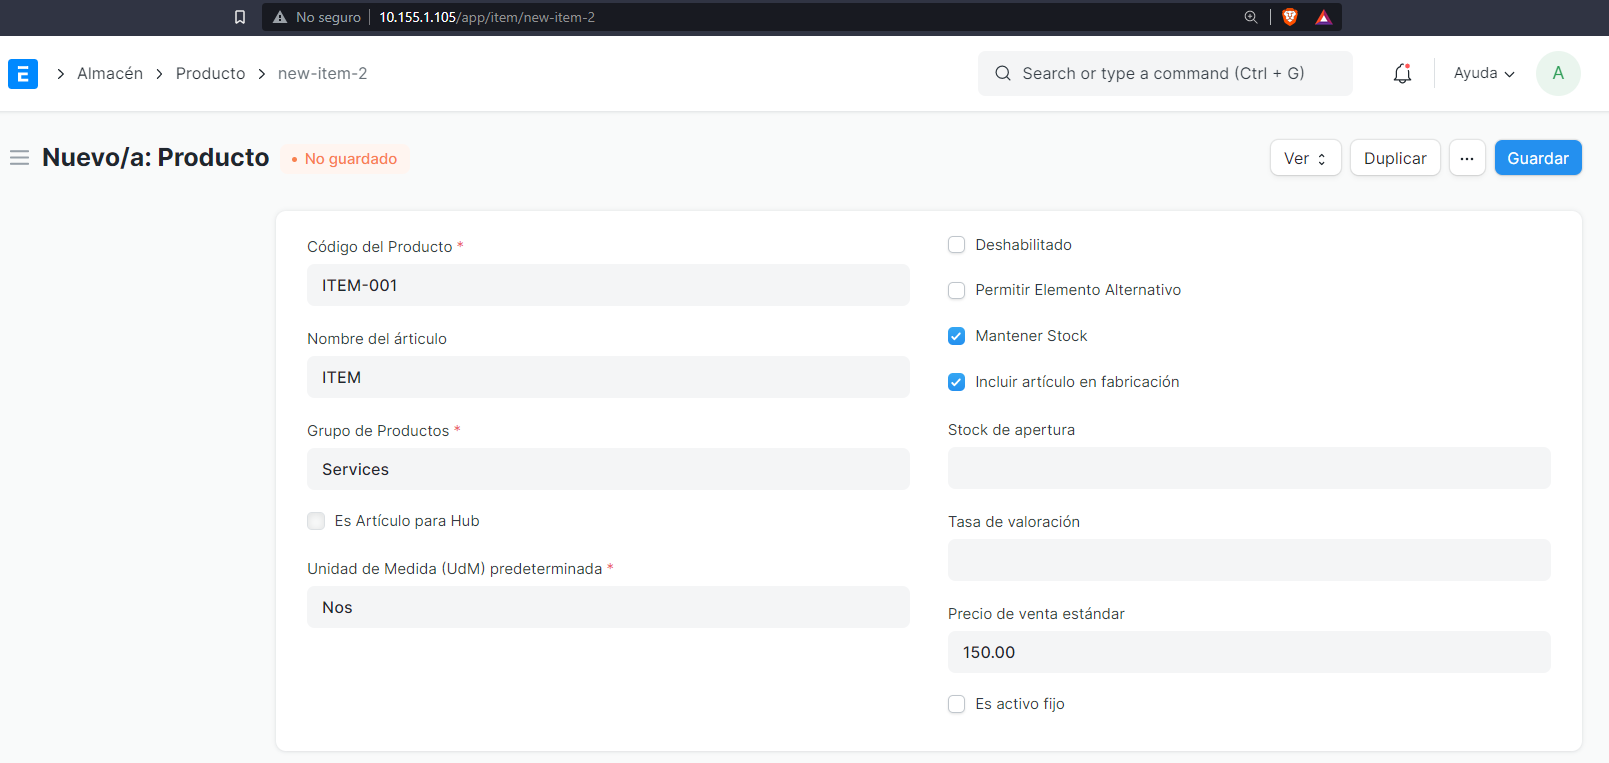 No seguro
10.155.1.105/app/item/new-item-2
E
Almacén
Producto
new-item-2
Search or type a command (Ctrl + G)
Ayuda
A
Nuevo/a: Producto
No guardado
Ver
Duplicar
Guardar
Código del Producto *
ITEM-001
Nombre del árticulo
ITEM
Grupo de Productos *
Services
Es Artículo para Hub
Unidad de Medida (UdM) predeterminada *
Nos
Deshabilitado
Permitir Elemento Alternativo
Mantener Stock
Incluir artículo en fabricación
Stock de apertura
Tasa de valoración
Precio de venta estándar
150.00
Es activo fijo